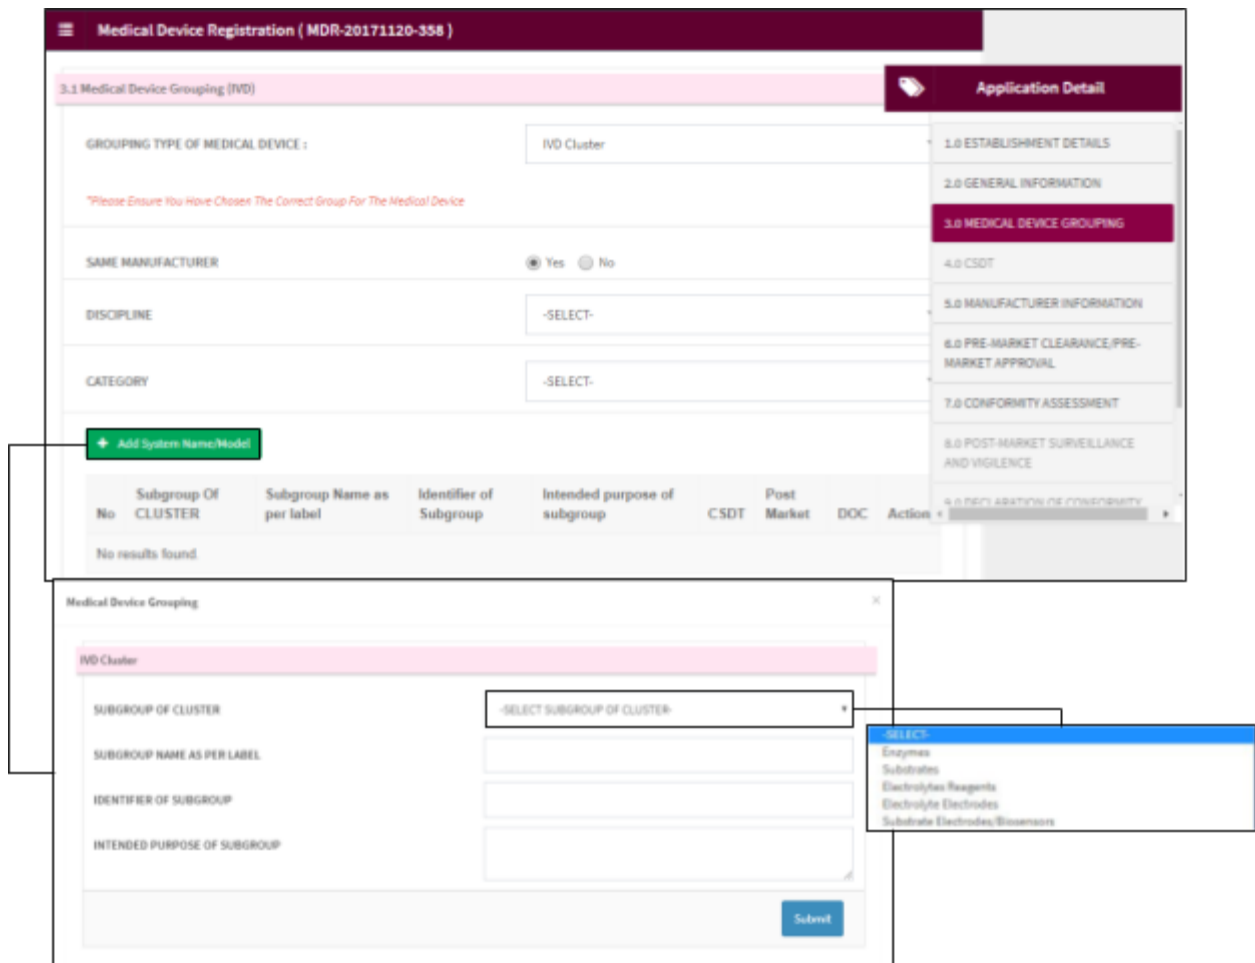 Medical Device Registration ( MDR-20171120-358 )
3.1 Medical Device Grouping (IVD)
GROUPING TYPE OF MEDICAL DEVICE :
IVD Cluster
*Please Ensure You Have Chosen The Correct Group For The Medical Device
SAME MANUFACTURER
Yes No
DISCIPLINE
-SELECT-
CATEGORY
-SELECT-
+ Add System Name/Model
No
Subgroup Of
CLUSTER
Subgroup Name as
per label
Identifier of
Subgroup
Intended purpose of
subgroup
CSDT
Post
Market
DOC
Action
No results found.
Application Detail
1.0 ESTABLISHMENT DETAILS
2.0 GENERAL INFORMATION
3.0 MEDICAL DEVICE GROUPING
4.0 CSDT
5.0 MANUFACTURER INFORMATION
6.0 PRE-MARKET CLEARANCE/PRE-
MARKET APPROVAL
7.0 CONFORMITY ASSESSMENT
8.0 POST-MARKET SURVEILLANCE
AND VIGILENCE
9.0 DECLARATION OF CONFORMITY
Medical Device Grouping
×
IVD Cluster
SUBGROUP OF CLUSTER
-SELECT SUBGROUP OF CLUSTER-
SUBGROUP NAME AS PER LABEL
IDENTIFIER OF SUBGROUP
INTENDED PURPOSE OF SUBGROUP
Submit
-SELECT-
Enzymes
Substrates
Electrolytes Reagents
Electrolyte Electrodes
Substrate Electrodes/Biosensors